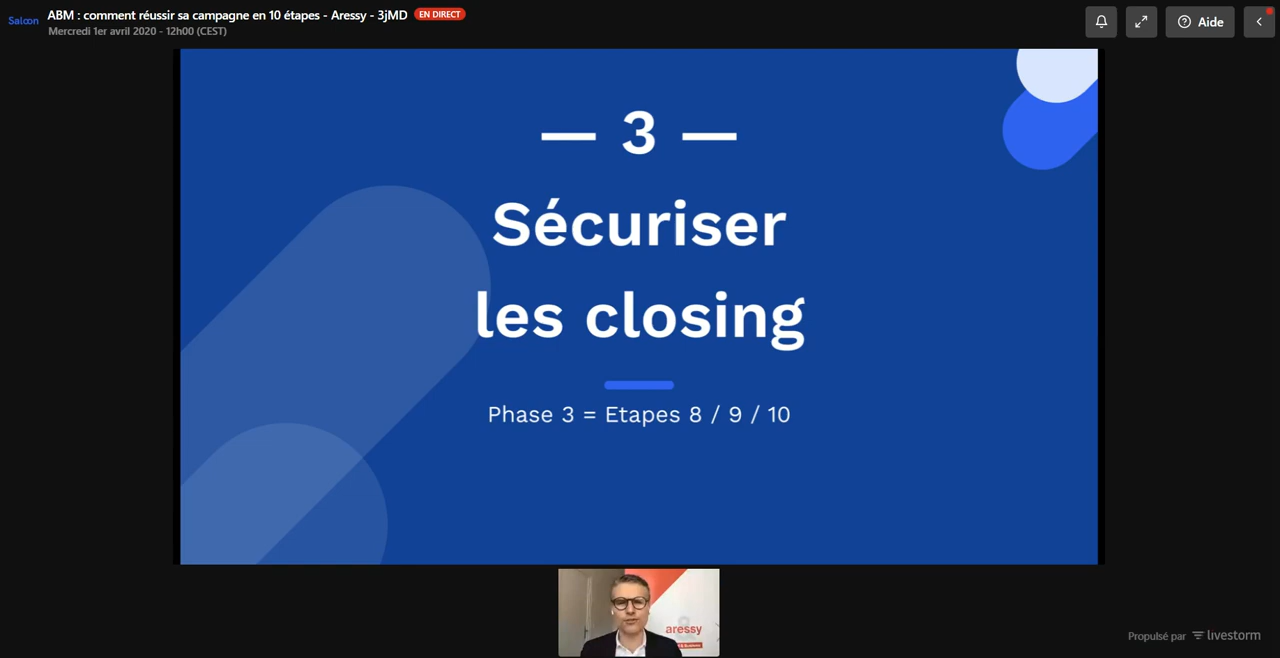 Saloon
ABM : comment réussir sa campagne en 10 étapes - Aressy - 3jMD EN DIRECT
Mercredi 1er avril 2020 - 12h00 (CEST)
Aide
— 3 —
Sécuriser
les closing
Phase 3 = Etapes 8 / 9 / 10
aressy
Propulsé par livestorm